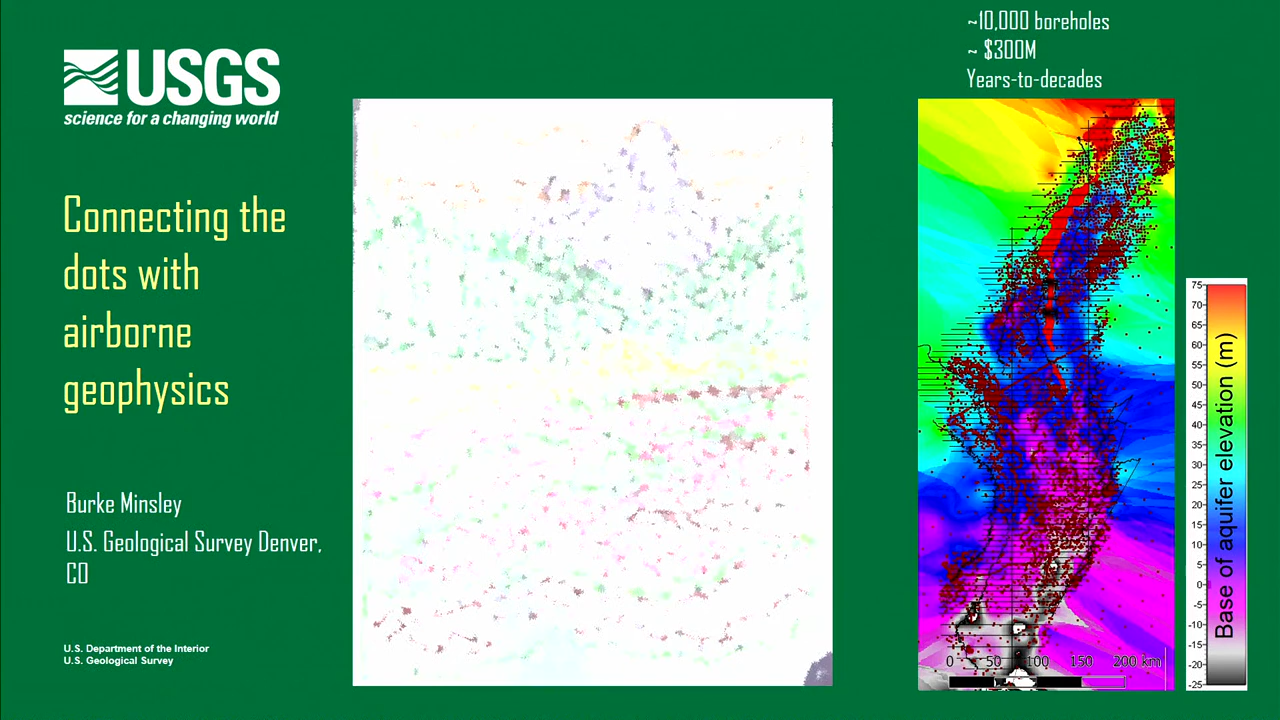 ~10,000 boreholes
~ $300M
Years-to-decades
USGS
science for a changing world
Connecting the
dots with
airborne
geophysics
Burke Minsley
U.S. Geological Survey Denver,
CO
U.S. Department of the Interior
U.S. Geological Survey
0 50 100 150 200 km
75
70
65
60
55
50
45
40
35
30
25
20
15
10
5
0
-5
-10
-15
-20
-25
Base of aquifer elevation (m)